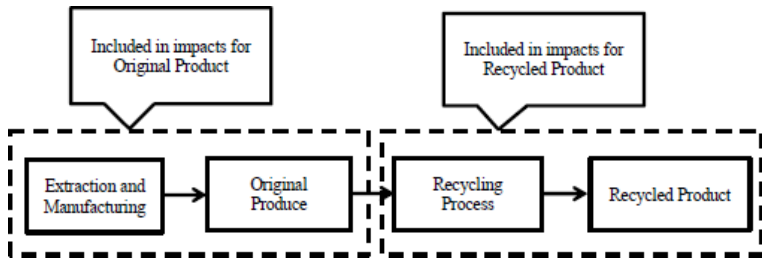 Included in impacts for
Original Product
Included in impacts for
Recycled Product
Extraction and
Manufacturing
Original
Produce
Recycling
Process
Recycled Product